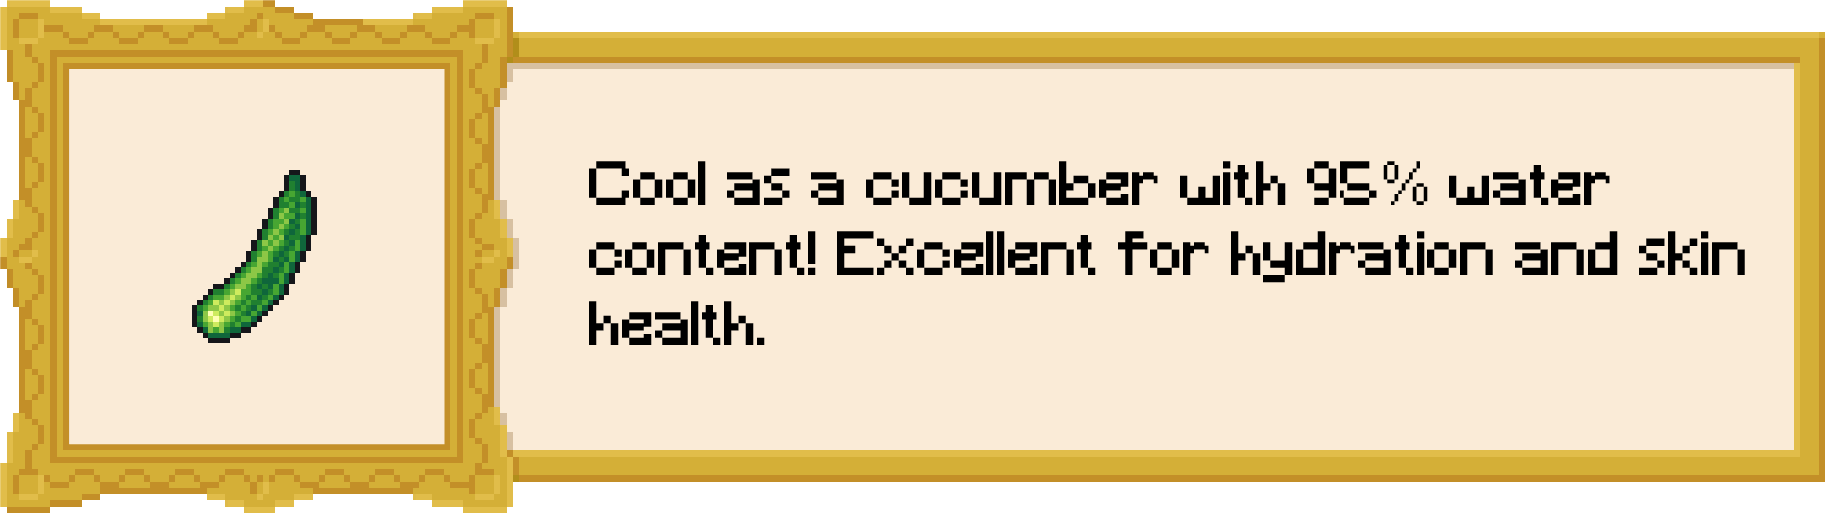 Cool as a cucumber with 95% water
content! Excellent for hydration and skin
health.